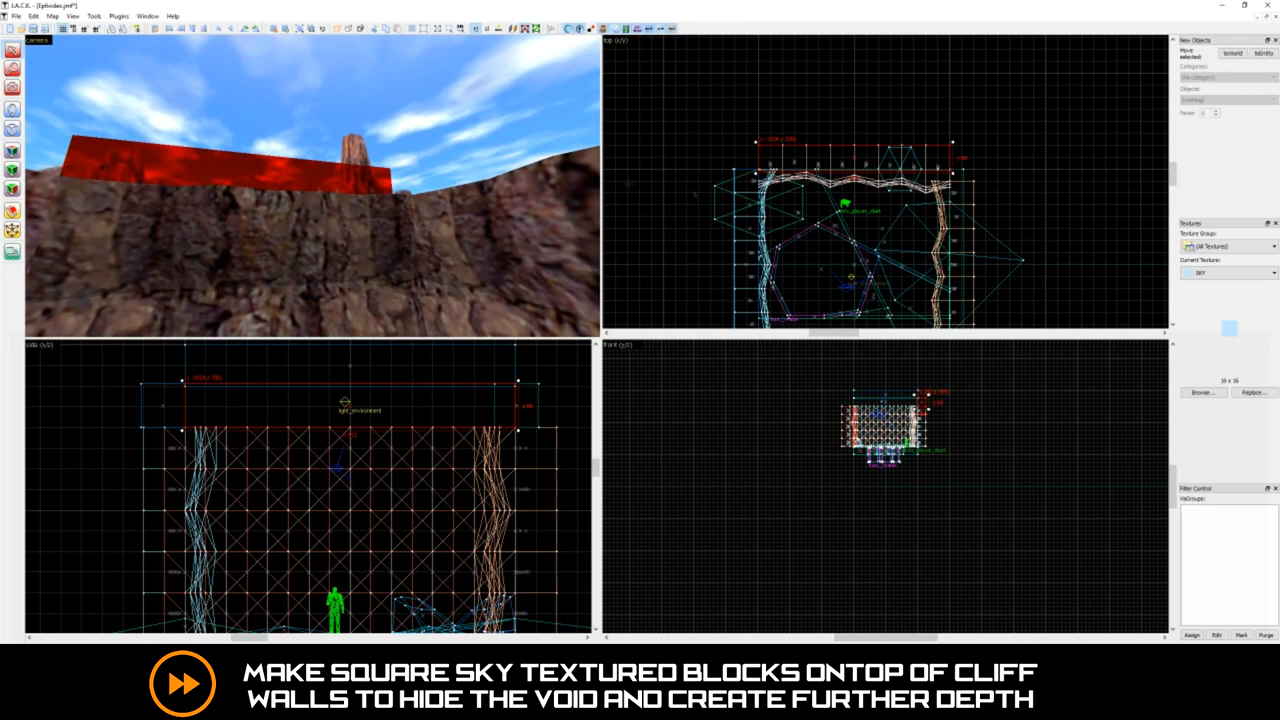 J.A.C.K. - [Ep6video.jmf*]
File Edit Map View Tools Plugins Window Help
camera
top (x/y)
side (x/z)
light_environment
info_player_start
front (y/z)
New Objects
Move
selected:
toWorld
toEntity
Categories:
Objects:
Faces:
Textures
Texture Group:
(All Textures)
Current Texture:
SKY
16 x 16
Browse...
Replace...
Filter Control
VisGroups:
Assign
Edit
Mark
Purge
MAKE SQUARE SKY TEXTURED BLOCKS ONTOP OF CLIFF
WALLS TO HIDE THE VOID AND CREATE FURTHER DEPTH